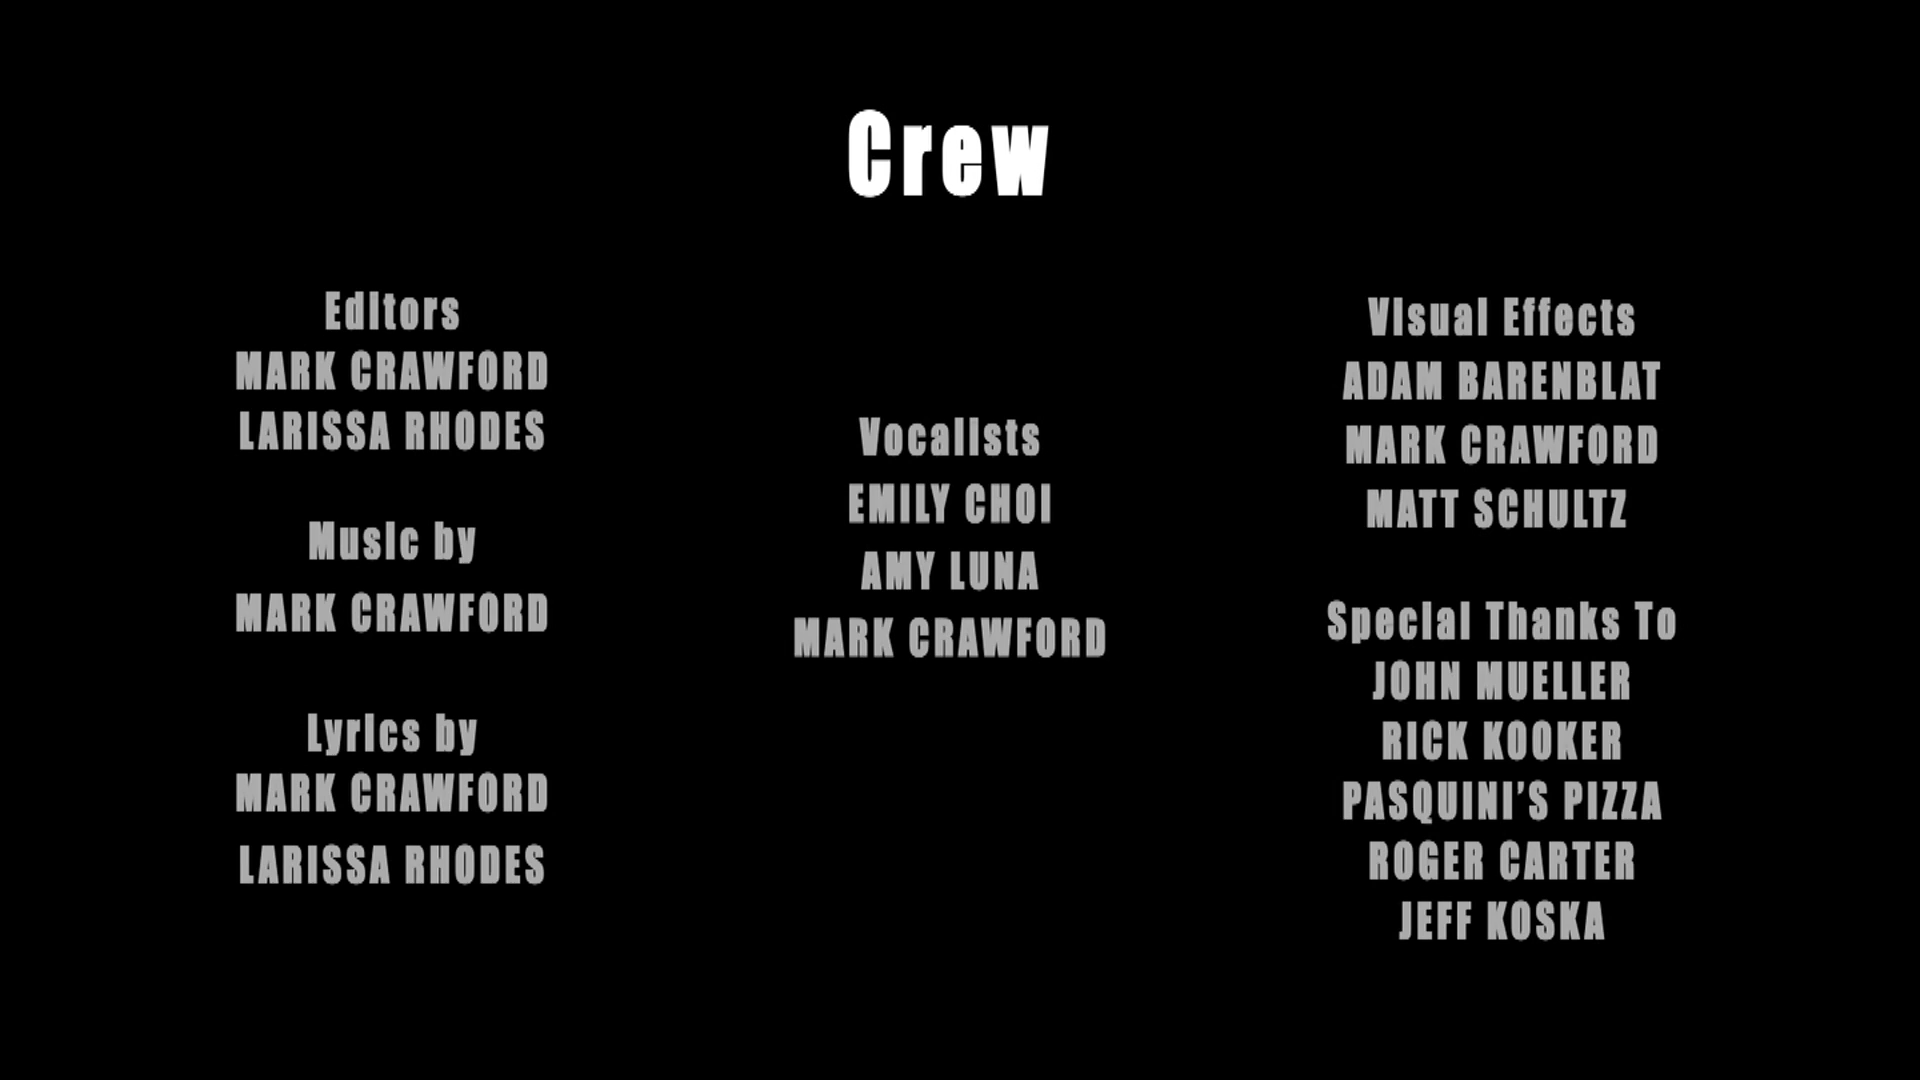 Crew
Editors
MARK CRAWFORD
LARISSA RHODES
Music by
MARK CRAWFORD
Lyrics by
MARK CRAWFORD
LARISSA RHODES
Vocalists
EMILY CHOI
AMY LUNA
MARK CRAWFORD
Visual Effects
ADAM BARENBLAT
MARK CRAWFORD
MATT SCHULTZ
Special Thanks To
JOHN MUELLER
RICK KOOKER
PASQUINI’S PIZZA
ROGER CARTER
JEFF KOSKA